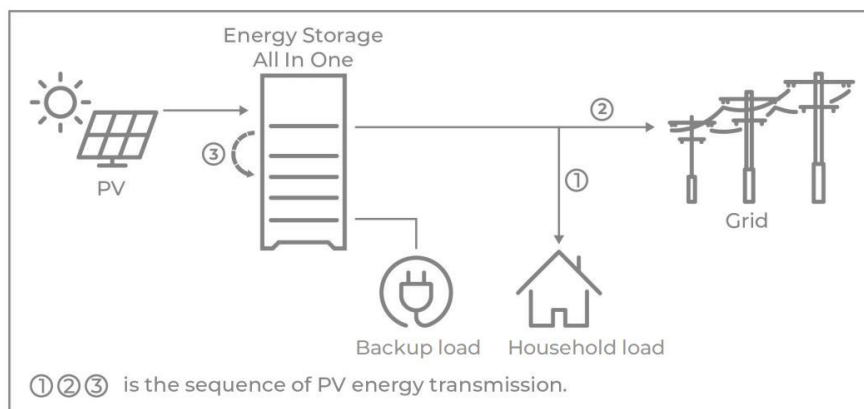 Energy Storage
All In One
②
③
①
PV
Grid
Backup load
Household load
①②③ is the sequence of PV energy transmission.